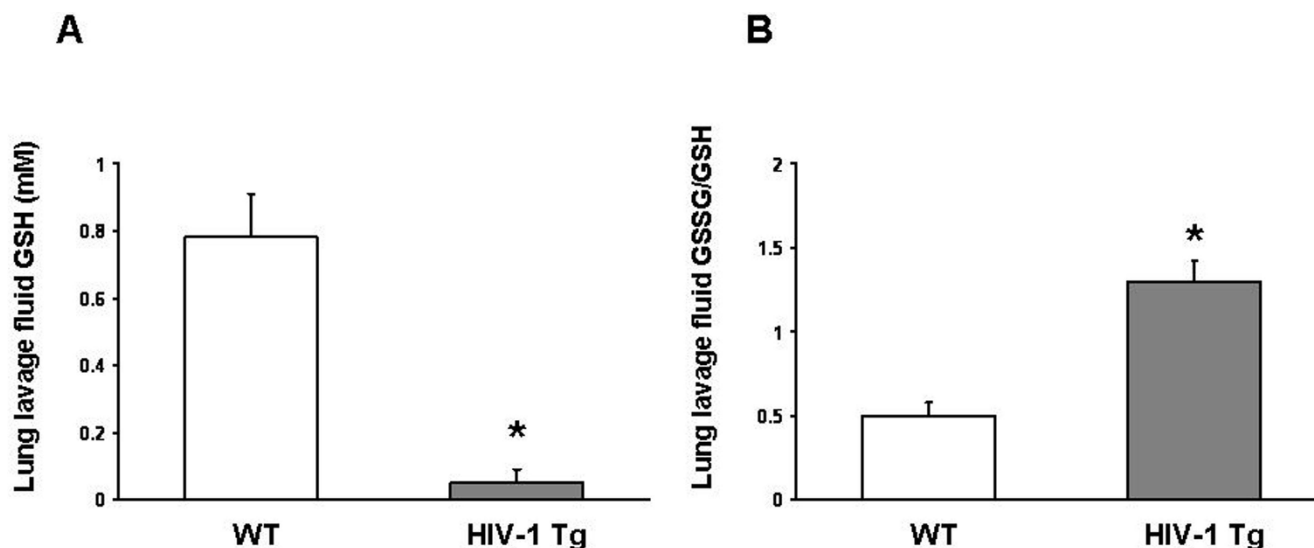 A
Lung lavage fluid GSH (mM)
1
0.8
0.6
0.4
0.2
0
*
WT
HIV-1 Tg
B
Lung lavage fluid GSSG/GSH
2
1.5
1
0.5
0
*
WT
HIV-1 Tg